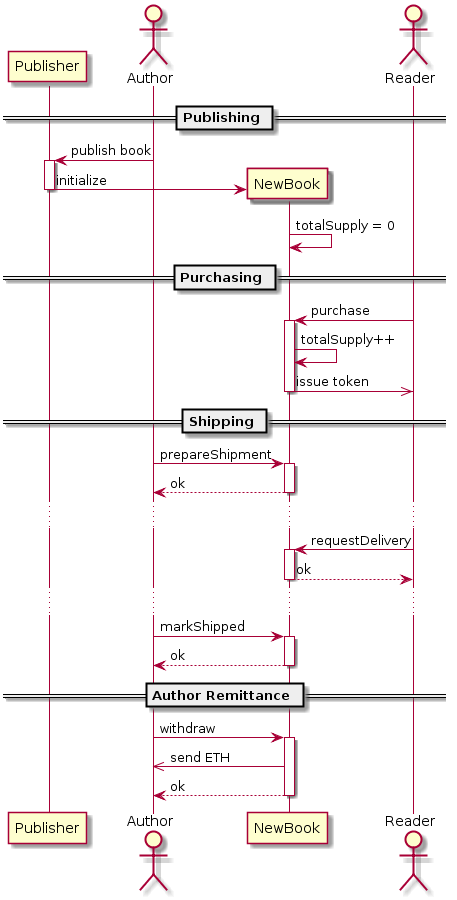 Publisher
Author
Reader
Publishing
publish book
initialize
NewBook
totalSupply = 0
Purchasing
purchase
totalSupply++
issue token
Shipping
prepareShipment
ok
requestDelivery
ok
markShipped
ok
Author Remittance
withdraw
send ETH
ok
Publisher
Author
NewBook
Reader